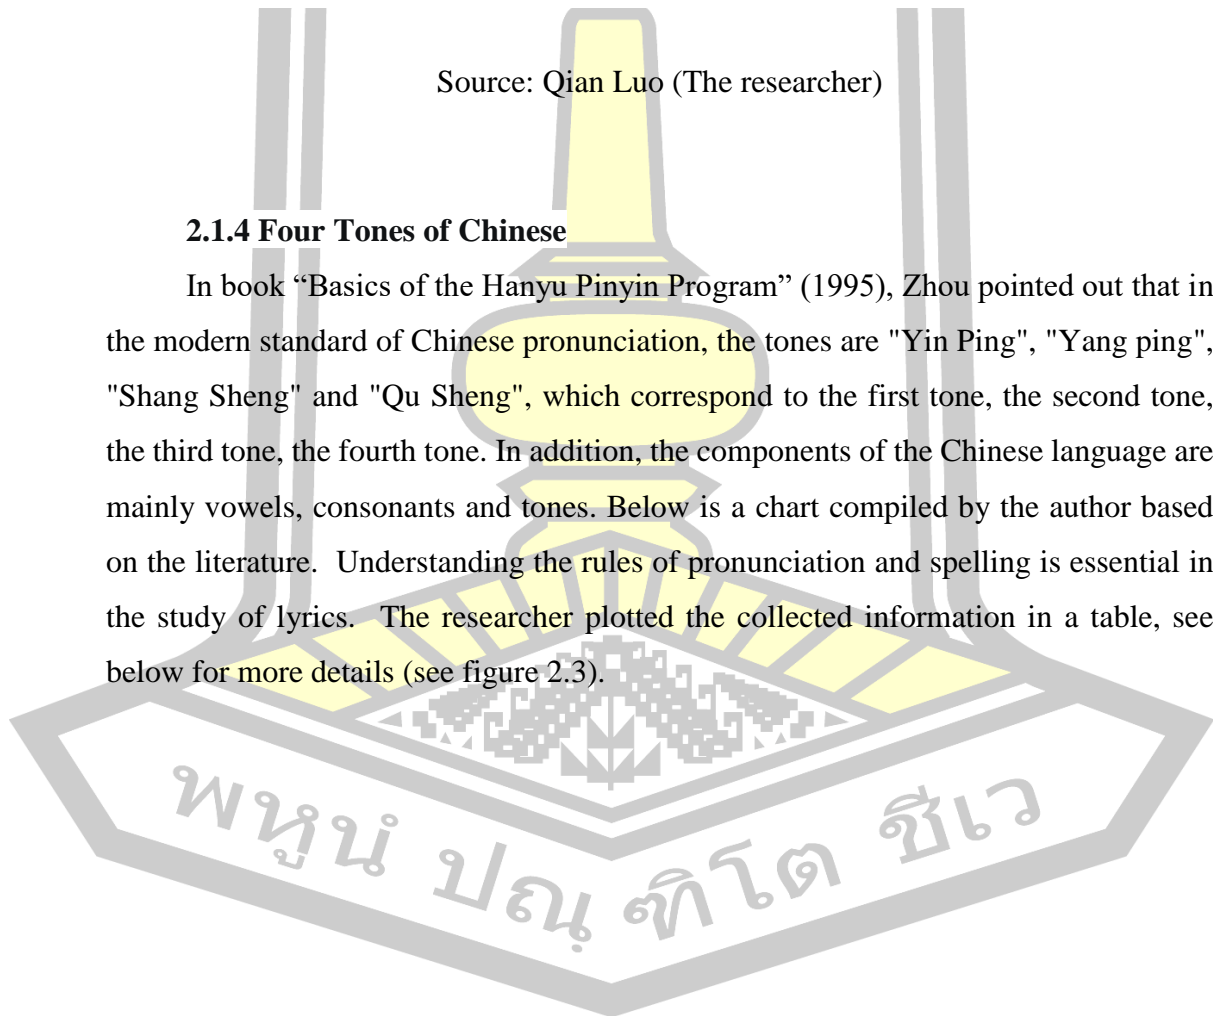 Source: Qian Luo (The researcher)
2.1.4 Four Tones of Chinese
In book “Basics of the Hanyu Pinyin Program” (1995), Zhou pointed out that in
the modern standard of Chinese pronunciation, the tones are "Yin Ping", "Yang ping",
"Shang Sheng" and "Qu Sheng", which correspond to the first tone, the second tone,
the third tone, the fourth tone. In addition, the components of the Chinese language are
mainly vowels, consonants and tones. Below is a chart compiled by the author based
on the literature.  Understanding the rules of pronunciation and spelling is essential in
the study of lyrics.  The researcher plotted the collected information in a table, see
below for more details (see figure 2.3).
พหูนํ ปณฺฑิโต ชีเว